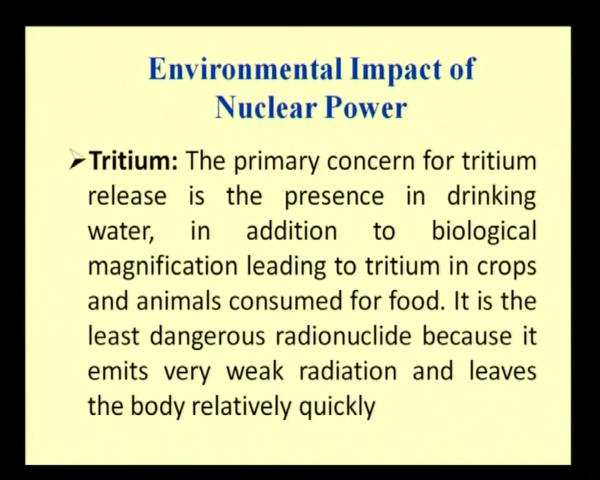 Environmental Impact of
Nuclear Power
➢Tritium: The primary concern for tritium
release is the presence in drinking
water, in addition to biological
magnification leading to tritium in crops
and animals consumed for food. It is the
least dangerous radionuclide because it
emits very weak radiation and leaves
the body relatively quickly